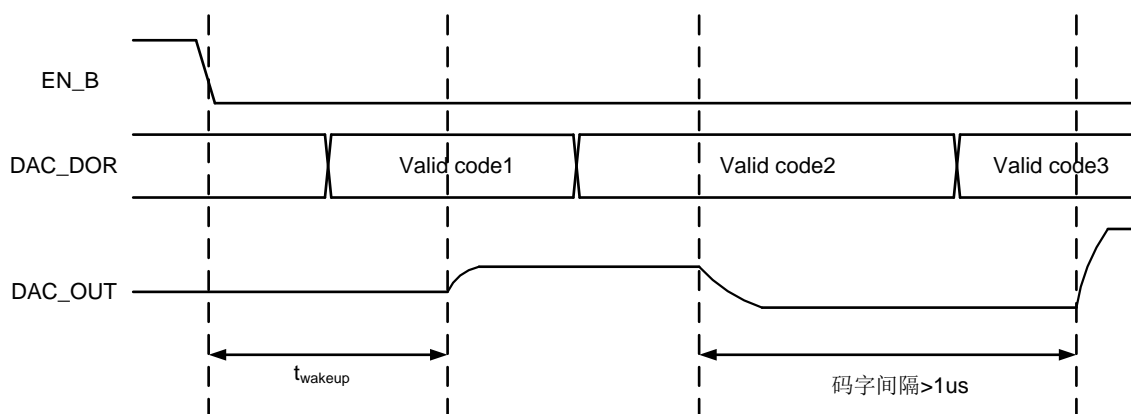 EN_B
DAC_DOR
Valid code1
Valid code2
Valid code3
DAC_OUT
twakeup
码字间隔>1us